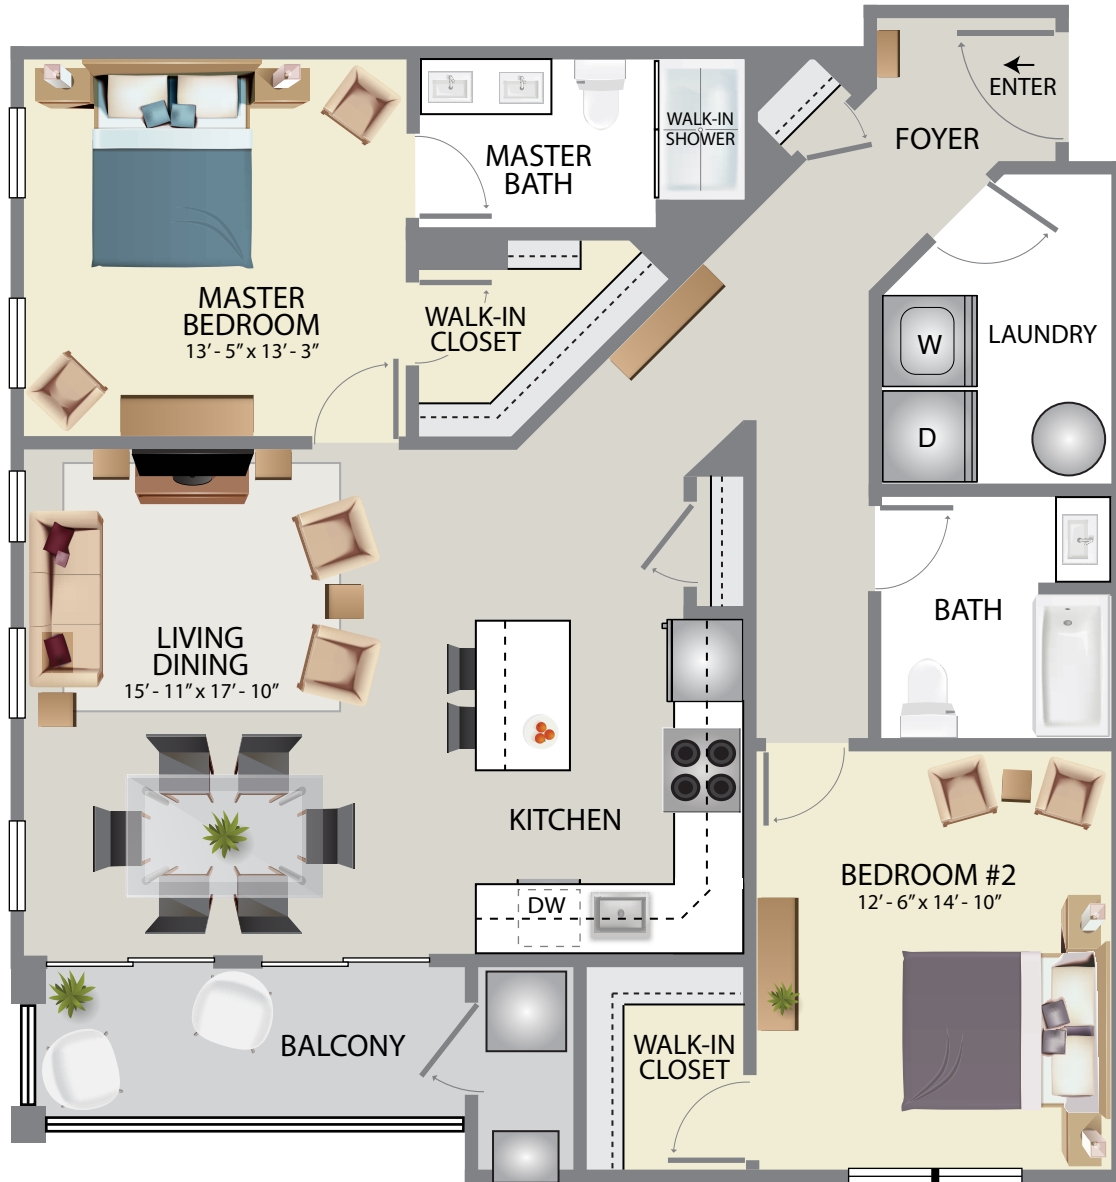 ENTER
FOYER
WALK-IN
SHOWER
MASTER
BATH
MASTER
BEDROOM
13' - 5" x 13' - 3"
WALK-IN
CLOSET
LAUNDRY
W
D
LIVING
DINING
15' - 11" x 17' - 10"
BATH
KITCHEN
DW
BEDROOM #2
12' - 6" x 14' - 10"
BALCONY
WALK-IN
CLOSET